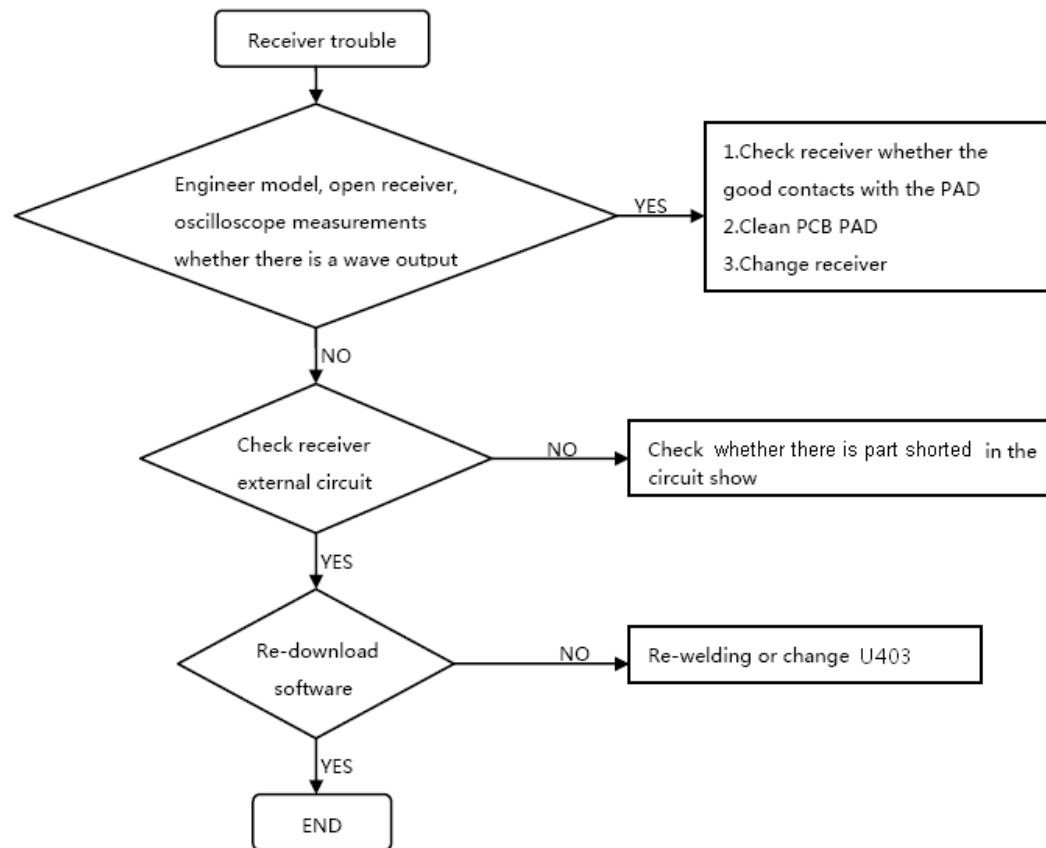 Receiver trouble
Engineer model, open receiver,
oscilloscope measurements
whether there is a wave output
YES
1.Check receiver whether the
good contacts with the PAD
2.Clean PCB PAD
3.Change receiver
NO
Check receiver
external circuit
NO
Check whether there is part shorted in the
circuit show
YES
Re-download
software
NO
Re-welding or change U403
YES
END